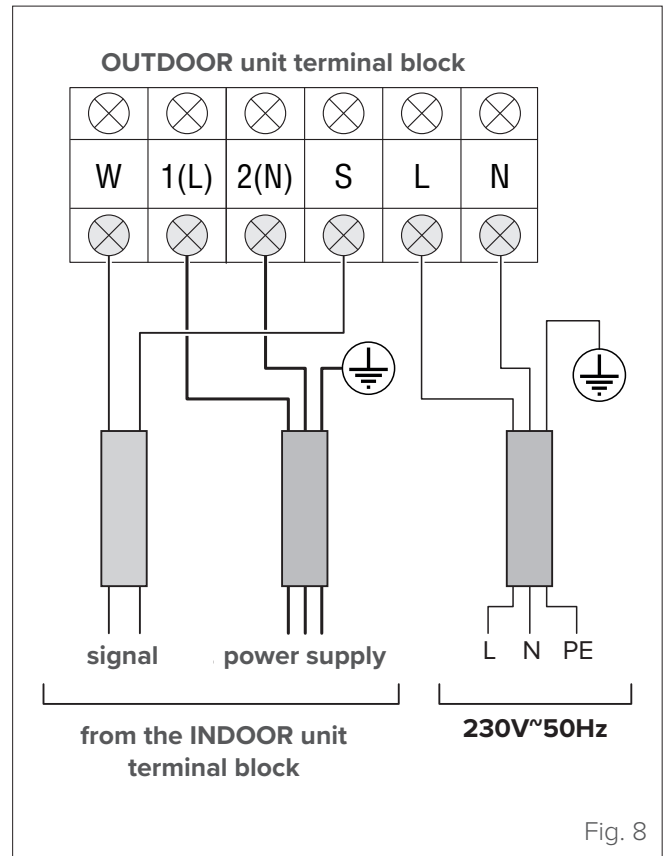 OUTDOOR unit terminal block
W 1(L) 2(N) S L N
signal power supply L N PE
from the INDOOR unit
terminal block
230V~50Hz
Fig. 8